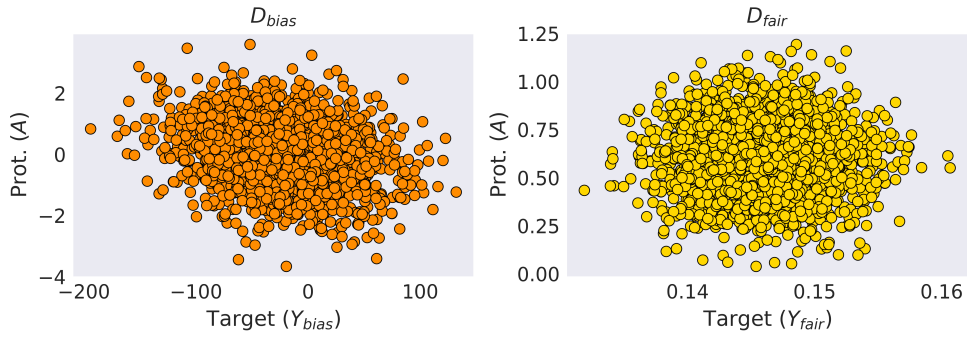 D_bias
Prot. (A)
2
0
−2
−4
−200
−100
0
100
Target (Y_bias)
D_fair
Prot. (A)
1.25
1.00
0.75
0.50
0.25
0.00
0.14
0.15
0.16
Target (Y_fair)